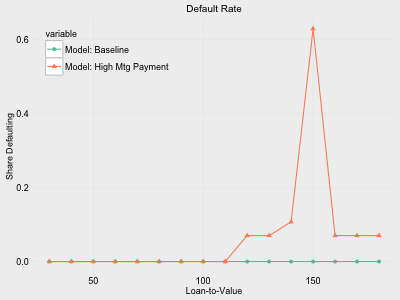 Default Rate
variable
Model: Baseline
Model: High Mtg Payment
Share Defaulting
0.6
0.4
0.2
0.0
50
100
150
Loan-to-Value